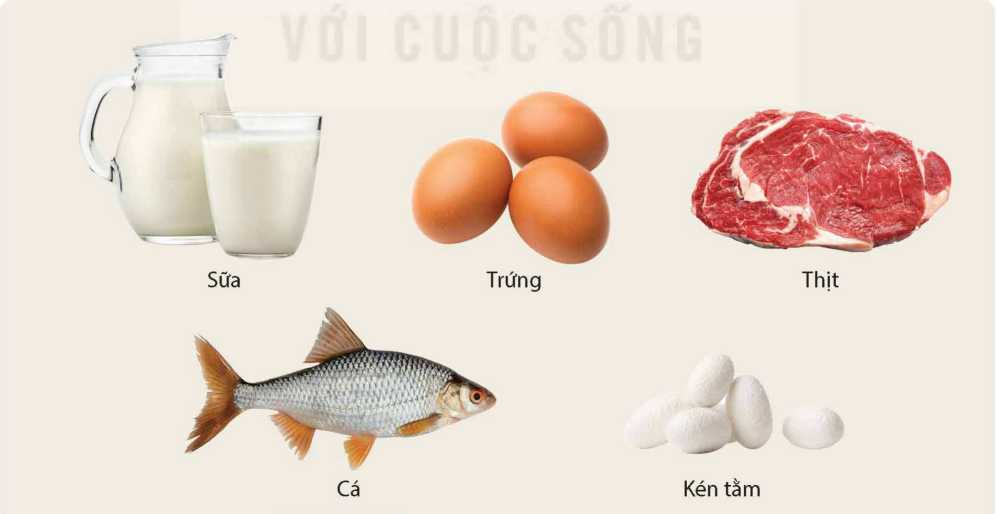 VỚI CUỘC SỐNG
Sữa
Trứng
Thịt
Cá
Kén tằm